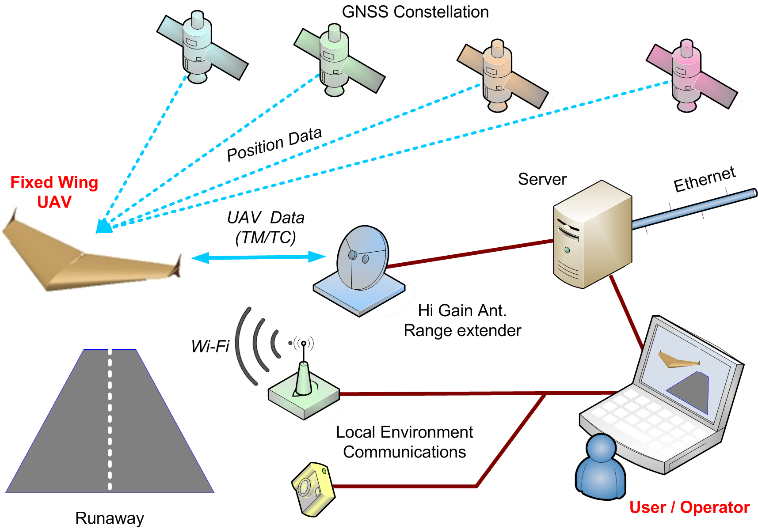 GNSS Constellation
Position Data
Fixed Wing
UAV
Server
Ethernet
UAV Data
(TM/TC)
Hi Gain Ant.
Range extender
Wi-Fi
Local Environment
Communications
Runaway
User / Operator